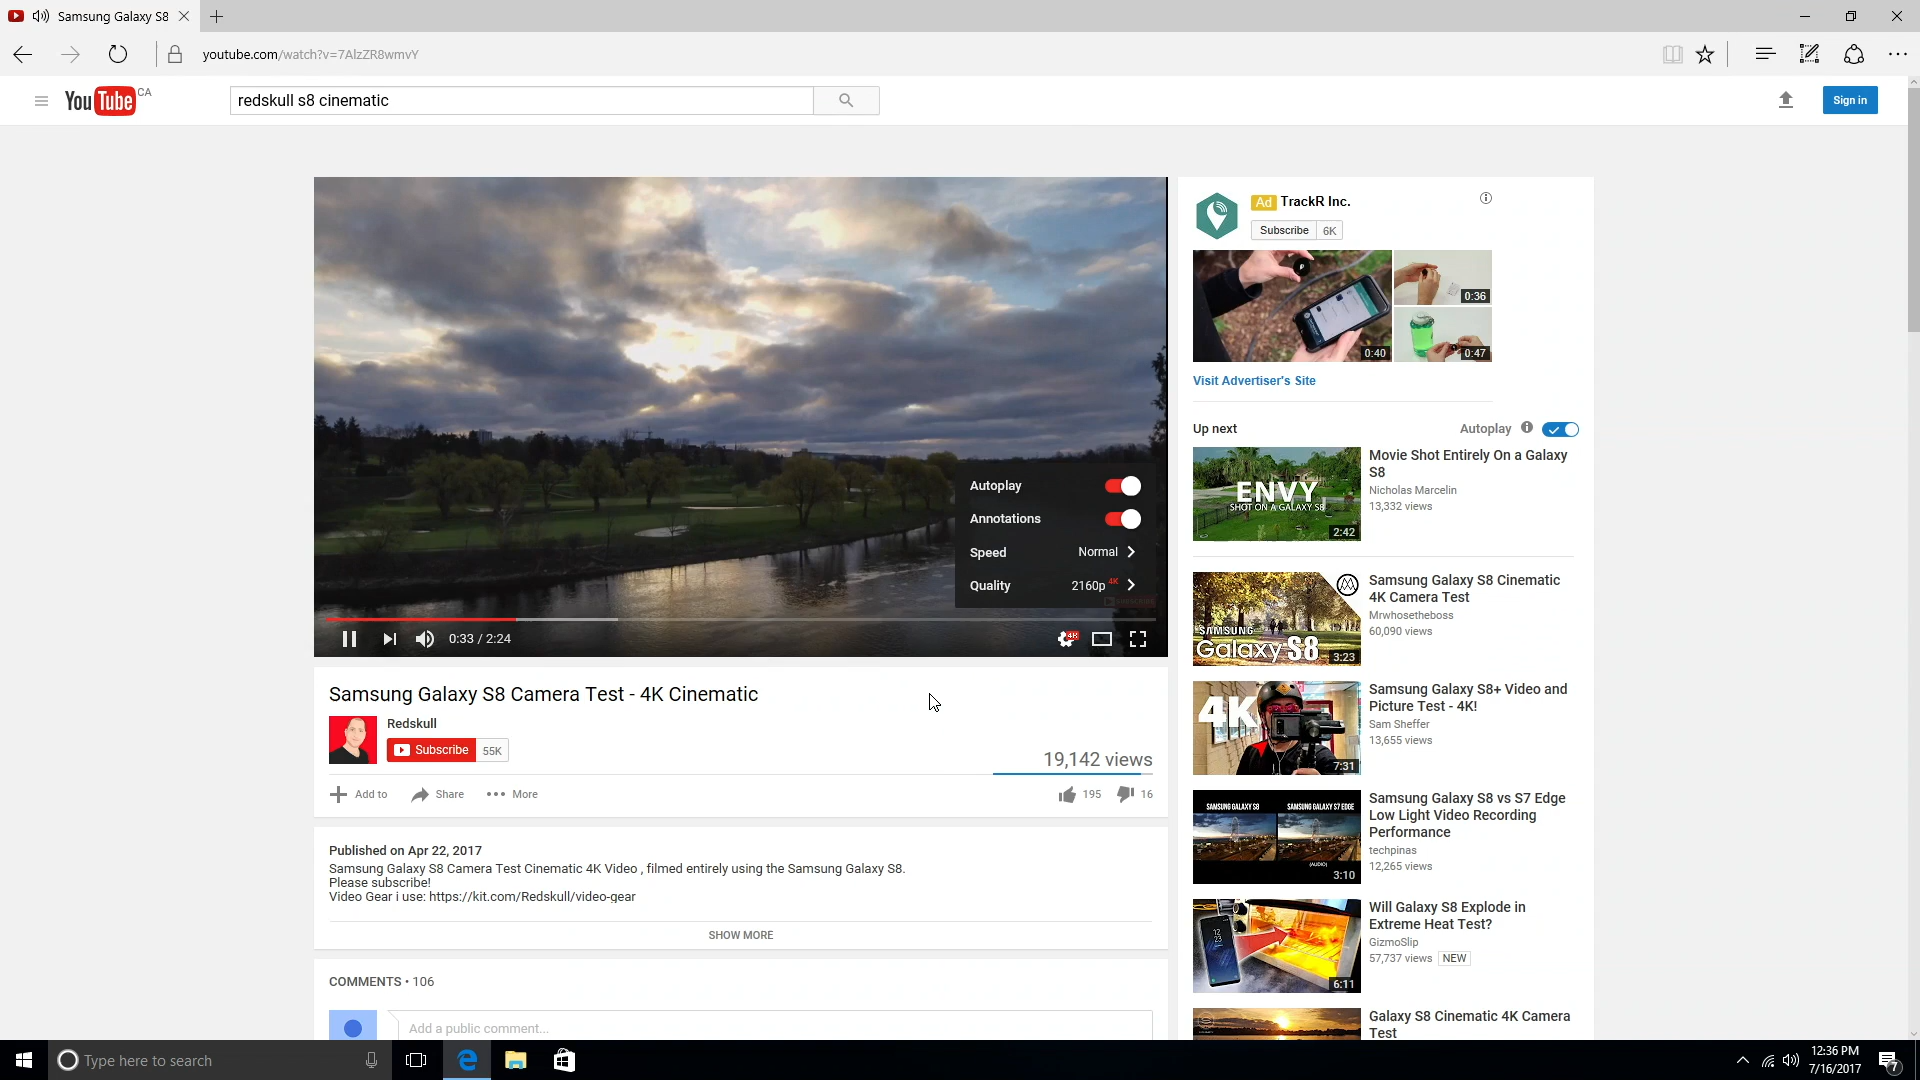 Samsung Galaxy S8
youtube.com/watch?v=7AlzZR8wmvY
YouTube CA
redskull s8 cinematic
Sign in
Autoplay
Annotations
Speed Normal
Quality 2160p 4K
0:33 / 2:24
4K
Samsung Galaxy S8 Camera Test - 4K Cinematic
Redskull
Subscribe 55K
19,142 views
Add to Share More
195 16
Published on Apr 22, 2017
Samsung Galaxy S8 Camera Test Cinematic 4K Video , filmed entirely using the Samsung Galaxy S8.
Please subscribe!
Video Gear i use: https://kit.com/Redskull/video-gear
SHOW MORE
COMMENTS • 106
Add a public comment...
Ad TrackR Inc.
Subscribe 6K
0:40
0:36
0:47
Visit Advertiser's Site
Up next
Autoplay
ENVY
SHOT ON A GALAXY S8
2:42
Movie Shot Entirely On a Galaxy
S8
Nicholas Marcelin
13,332 views
SAMSUNG
Galaxy S8
3:23
Samsung Galaxy S8 Cinematic
4K Camera Test
Mrwhosetheboss
60,090 views
4K
7:31
Samsung Galaxy S8+ Video and
Picture Test - 4K!
Sam Sheffer
13,655 views
SAMSUNG GALAXY S8
SAMSUNG GALAXY S7 EDGE
(AUDIO)
3:10
Samsung Galaxy S8 vs S7 Edge
Low Light Video Recording
Performance
techpinas
12,265 views
12
23
6:11
Will Galaxy S8 Explode in
Extreme Heat Test?
GizmoSlip
57,737 views NEW
Galaxy S8 Cinematic 4K Camera
Test
Type here to search
12:36 PM
7/16/2017
7